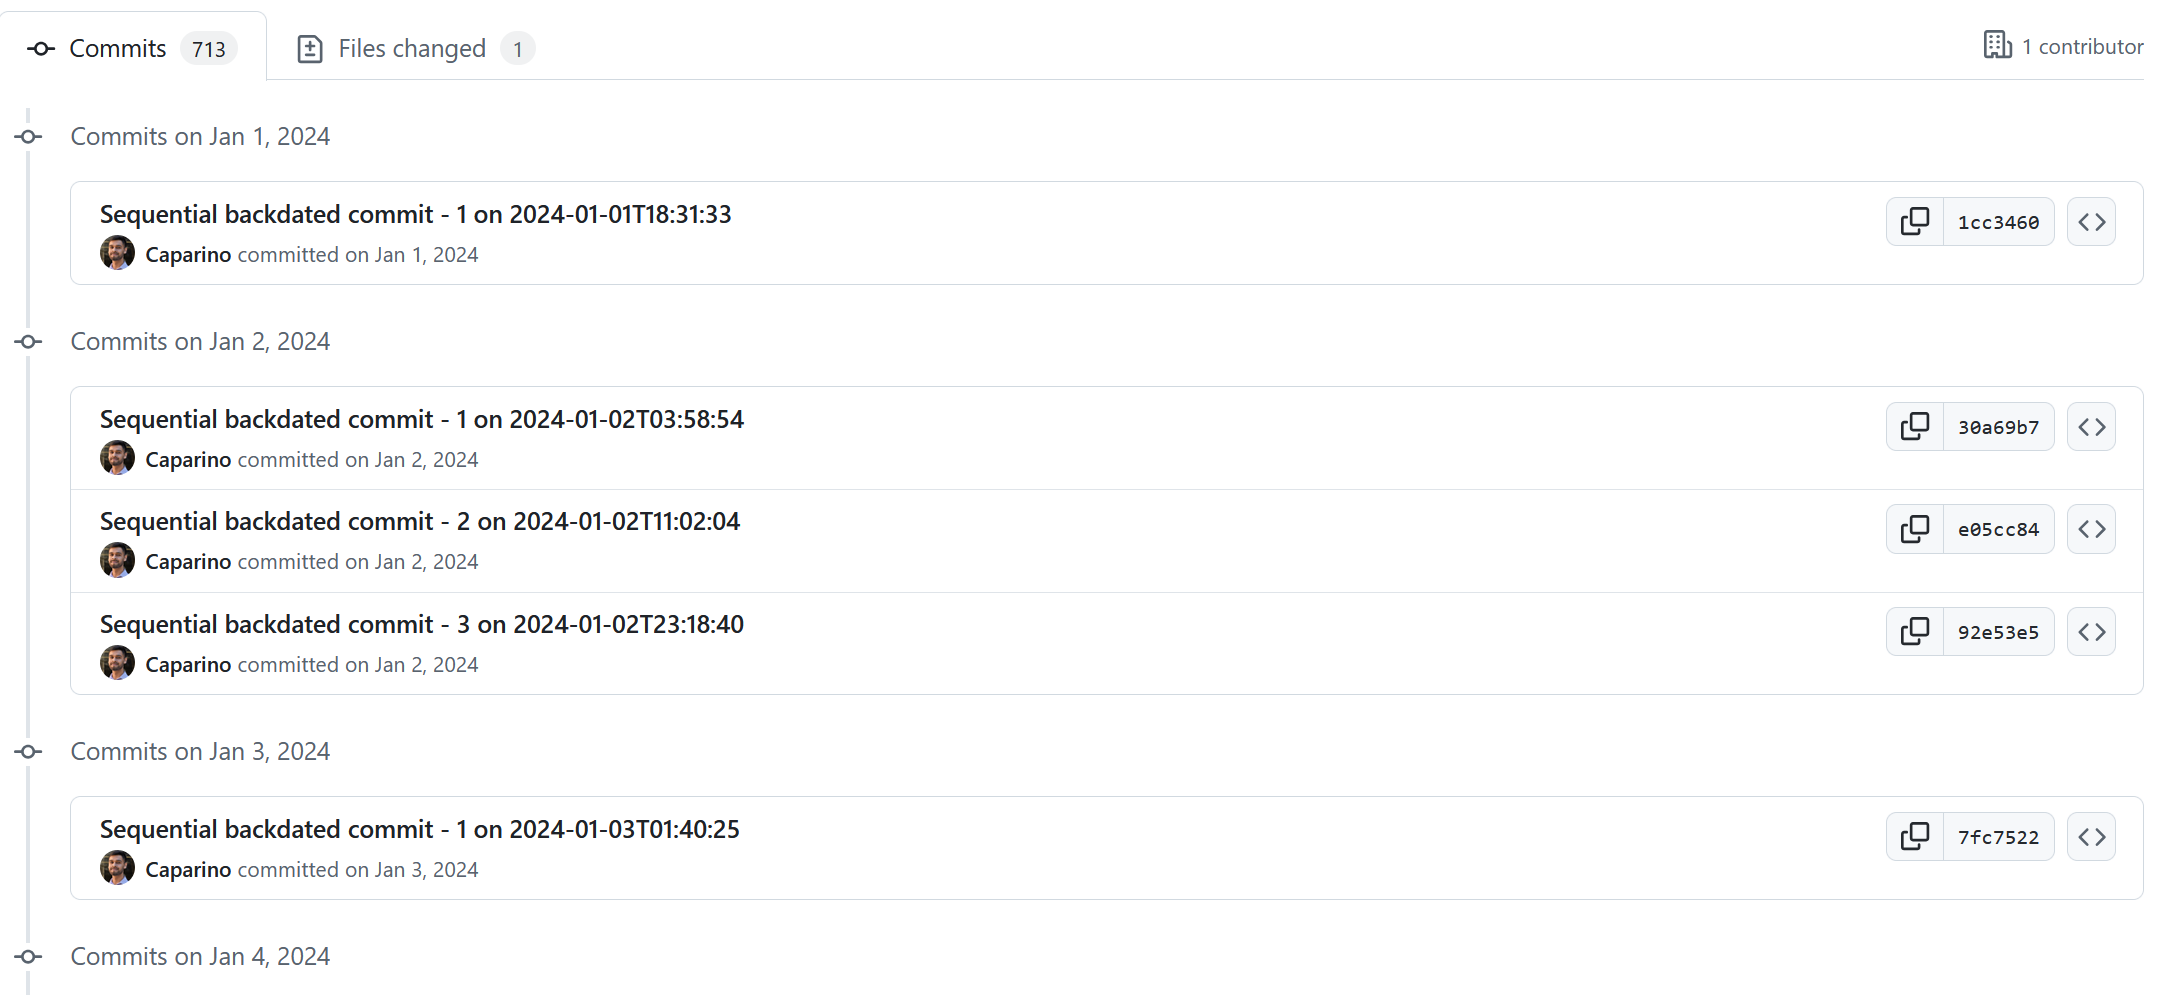 Commits 713 Files changed 1 1 contributor
Commits on Jan 1, 2024
Sequential backdated commit - 1 on 2024-01-01T18:31:33
1cc3460
Caparino committed on Jan 1, 2024
Commits on Jan 2, 2024
Sequential backdated commit - 1 on 2024-01-02T03:58:54
30a69b7
Caparino committed on Jan 2, 2024
Sequential backdated commit - 2 on 2024-01-02T11:02:04
e05cc84
Caparino committed on Jan 2, 2024
Sequential backdated commit - 3 on 2024-01-02T23:18:40
92e53e5
Caparino committed on Jan 2, 2024
Commits on Jan 3, 2024
Sequential backdated commit - 1 on 2024-01-03T01:40:25
7fc7522
Caparino committed on Jan 3, 2024
Commits on Jan 4, 2024